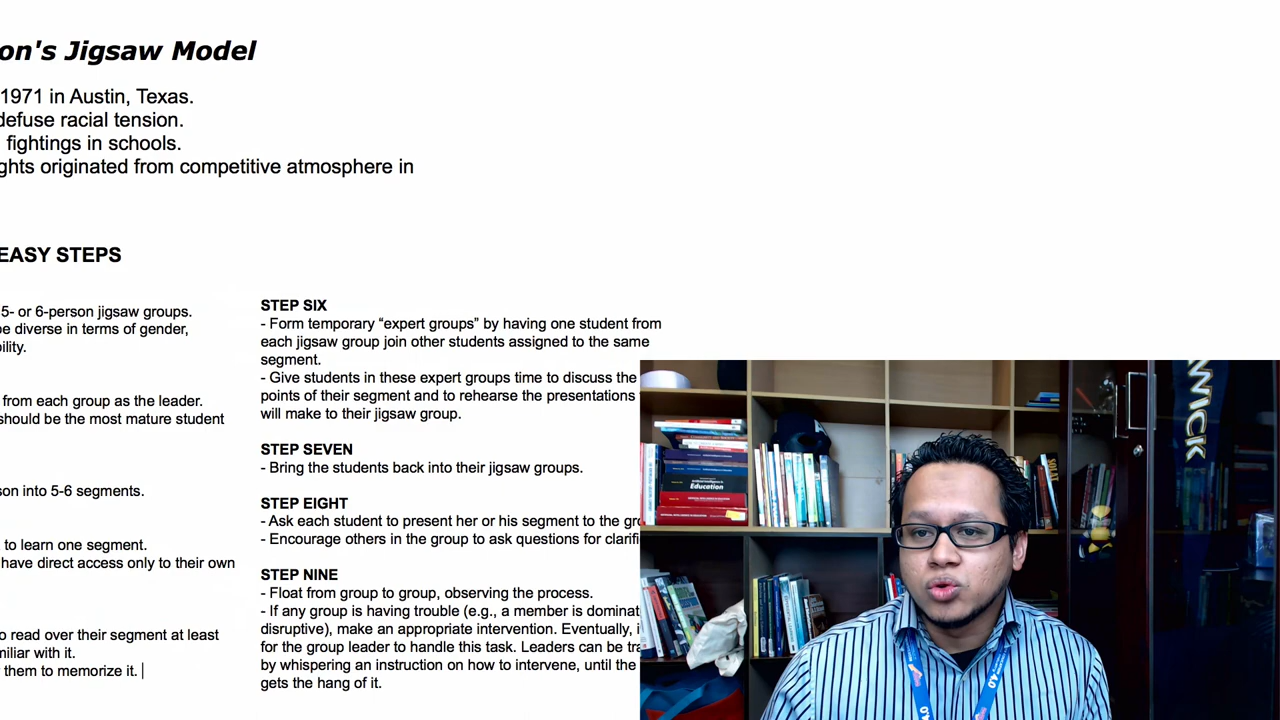 on's Jigsaw Model
1971 in Austin, Texas.
defuse racial tension.
fightings in schools.
ghts originated from competitive atmosphere in
EASY STEPS
5- or 6-person jigsaw groups.
be diverse in terms of gender,
bility.
from each group as the leader.
should be the most mature student
son into 5-6 segments.
to learn one segment.
have direct access only to their own
o read over their segment at least
miliar with it.
them to memorize it.
STEP SIX
- Form temporary “expert groups” by having one student from
each jigsaw group join other students assigned to the same
segment.
- Give students in these expert groups time to discuss the
points of their segment and to rehearse the presentations
will make to their jigsaw group.
STEP SEVEN
- Bring the students back into their jigsaw groups.
STEP EIGHT
- Ask each student to present her or his segment to the gro
- Encourage others in the group to ask questions for clarifi
STEP NINE
- Float from group to group, observing the process.
- If any group is having trouble (e.g., a member is dominat
disruptive), make an appropriate intervention. Eventually, i
for the group leader to handle this task. Leaders can be tra
by whispering an instruction on how to intervene, until the
gets the hang of it.
Education
WICK